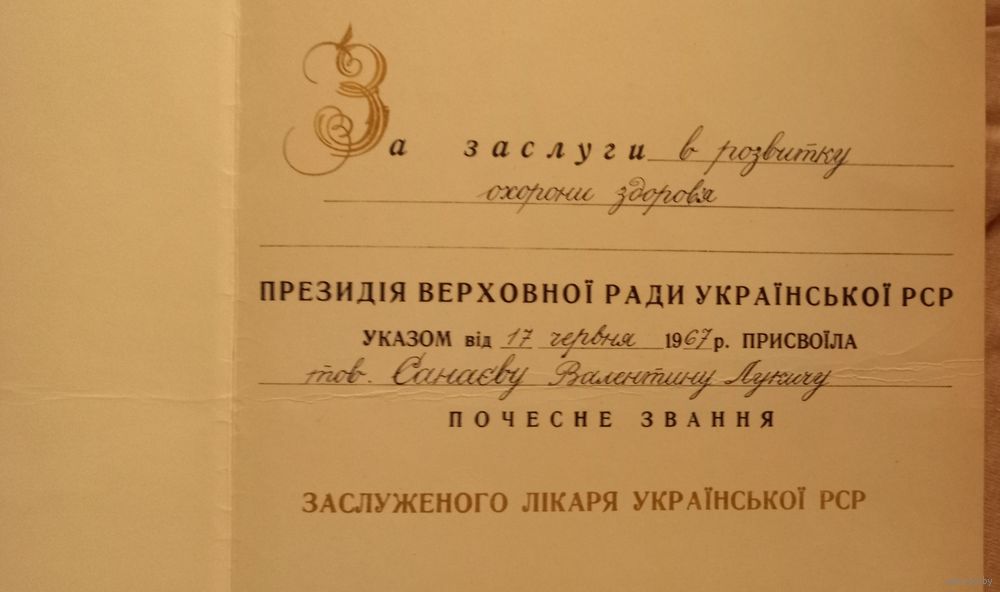 За заслуги в розвитку
охорони здоров'я
ПРЕЗИДІЯ ВЕРХОВНОЇ РАДИ УКРАЇНСЬКОЇ РСР
УКАЗОМ від 17 червня 1967 р. ПРИСВОЇЛА
тов. Санаєву Валентину Лукичу
ПОЧЕСНЕ ЗВАННЯ
ЗАСЛУЖЕНОГО ЛІКАРЯ УКРАЇНСЬКОЇ РСР